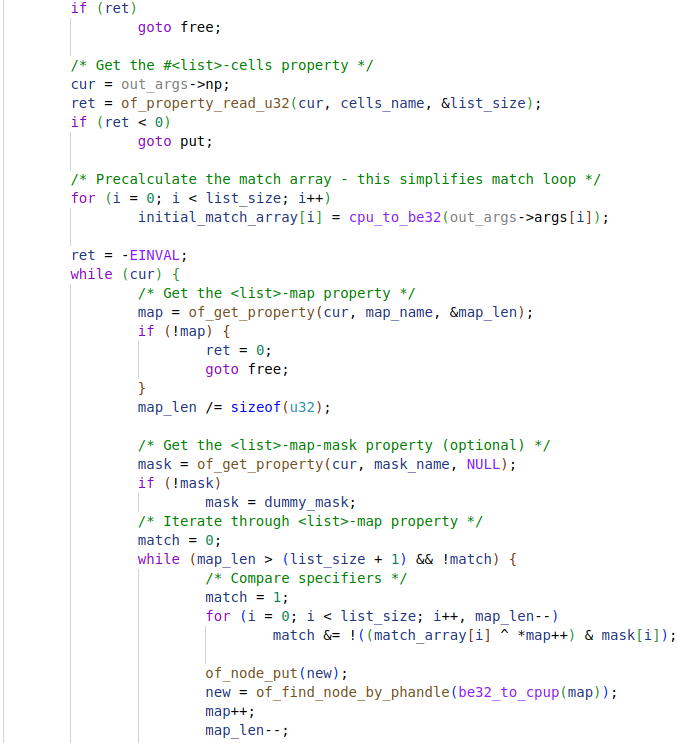 if (ret)
goto free;
/* Get the #<list>-cells property */
cur = out_args->np;
ret = of_property_read_u32(cur, cells_name, &list_size);
if (ret < 0)
goto put;
/* Precalculate the match array - this simplifies match loop */
for (i = 0; i < list_size; i++)
initial_match_array[i] = cpu_to_be32(out_args->args[i]);
ret = -EINVAL;
while (cur) {
/* Get the <list>-map property */
map = of_get_property(cur, map_name, &map_len);
if (!map) {
ret = 0;
goto free;
}
map_len /= sizeof(u32);
/* Get the <list>-map-mask property (optional) */
mask = of_get_property(cur, mask_name, NULL);
if (!mask)
mask = dummy_mask;
/* Iterate through <list>-map property */
match = 0;
while (map_len > (list_size + 1) && !match) {
/* Compare specifiers */
match = 1;
for (i = 0; i < list_size; i++, map_len--)
match &= !((match_array[i] ^ *map++) & mask[i]);
of_node_put(new);
new = of_find_node_by_phandle(be32_to_cpup(map));
map++;
map_len--;